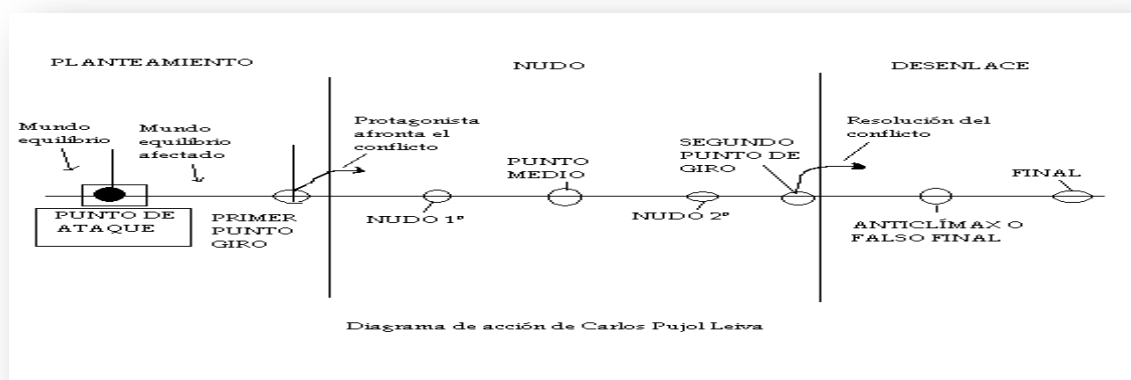 PLANTEAMIENTO
NUDO
DESENLACE
Mundo
equilíbrio
Mundo
equilíbrio
afectado
Protagonista
afronta el
conflicto
PUNTO
MEDIO
SEGUNDO
PUNTO DE
GIRO
Resolución del
conflicto
FINAL
PUNTO DE
ATAQUE
PRIMER
PUNTO
GIRO
NUDO 1º
NUDO 2º
ANTICLÍMAX O
FALSO FINAL
Diagrama de acción de Carlos Pujol Leiva